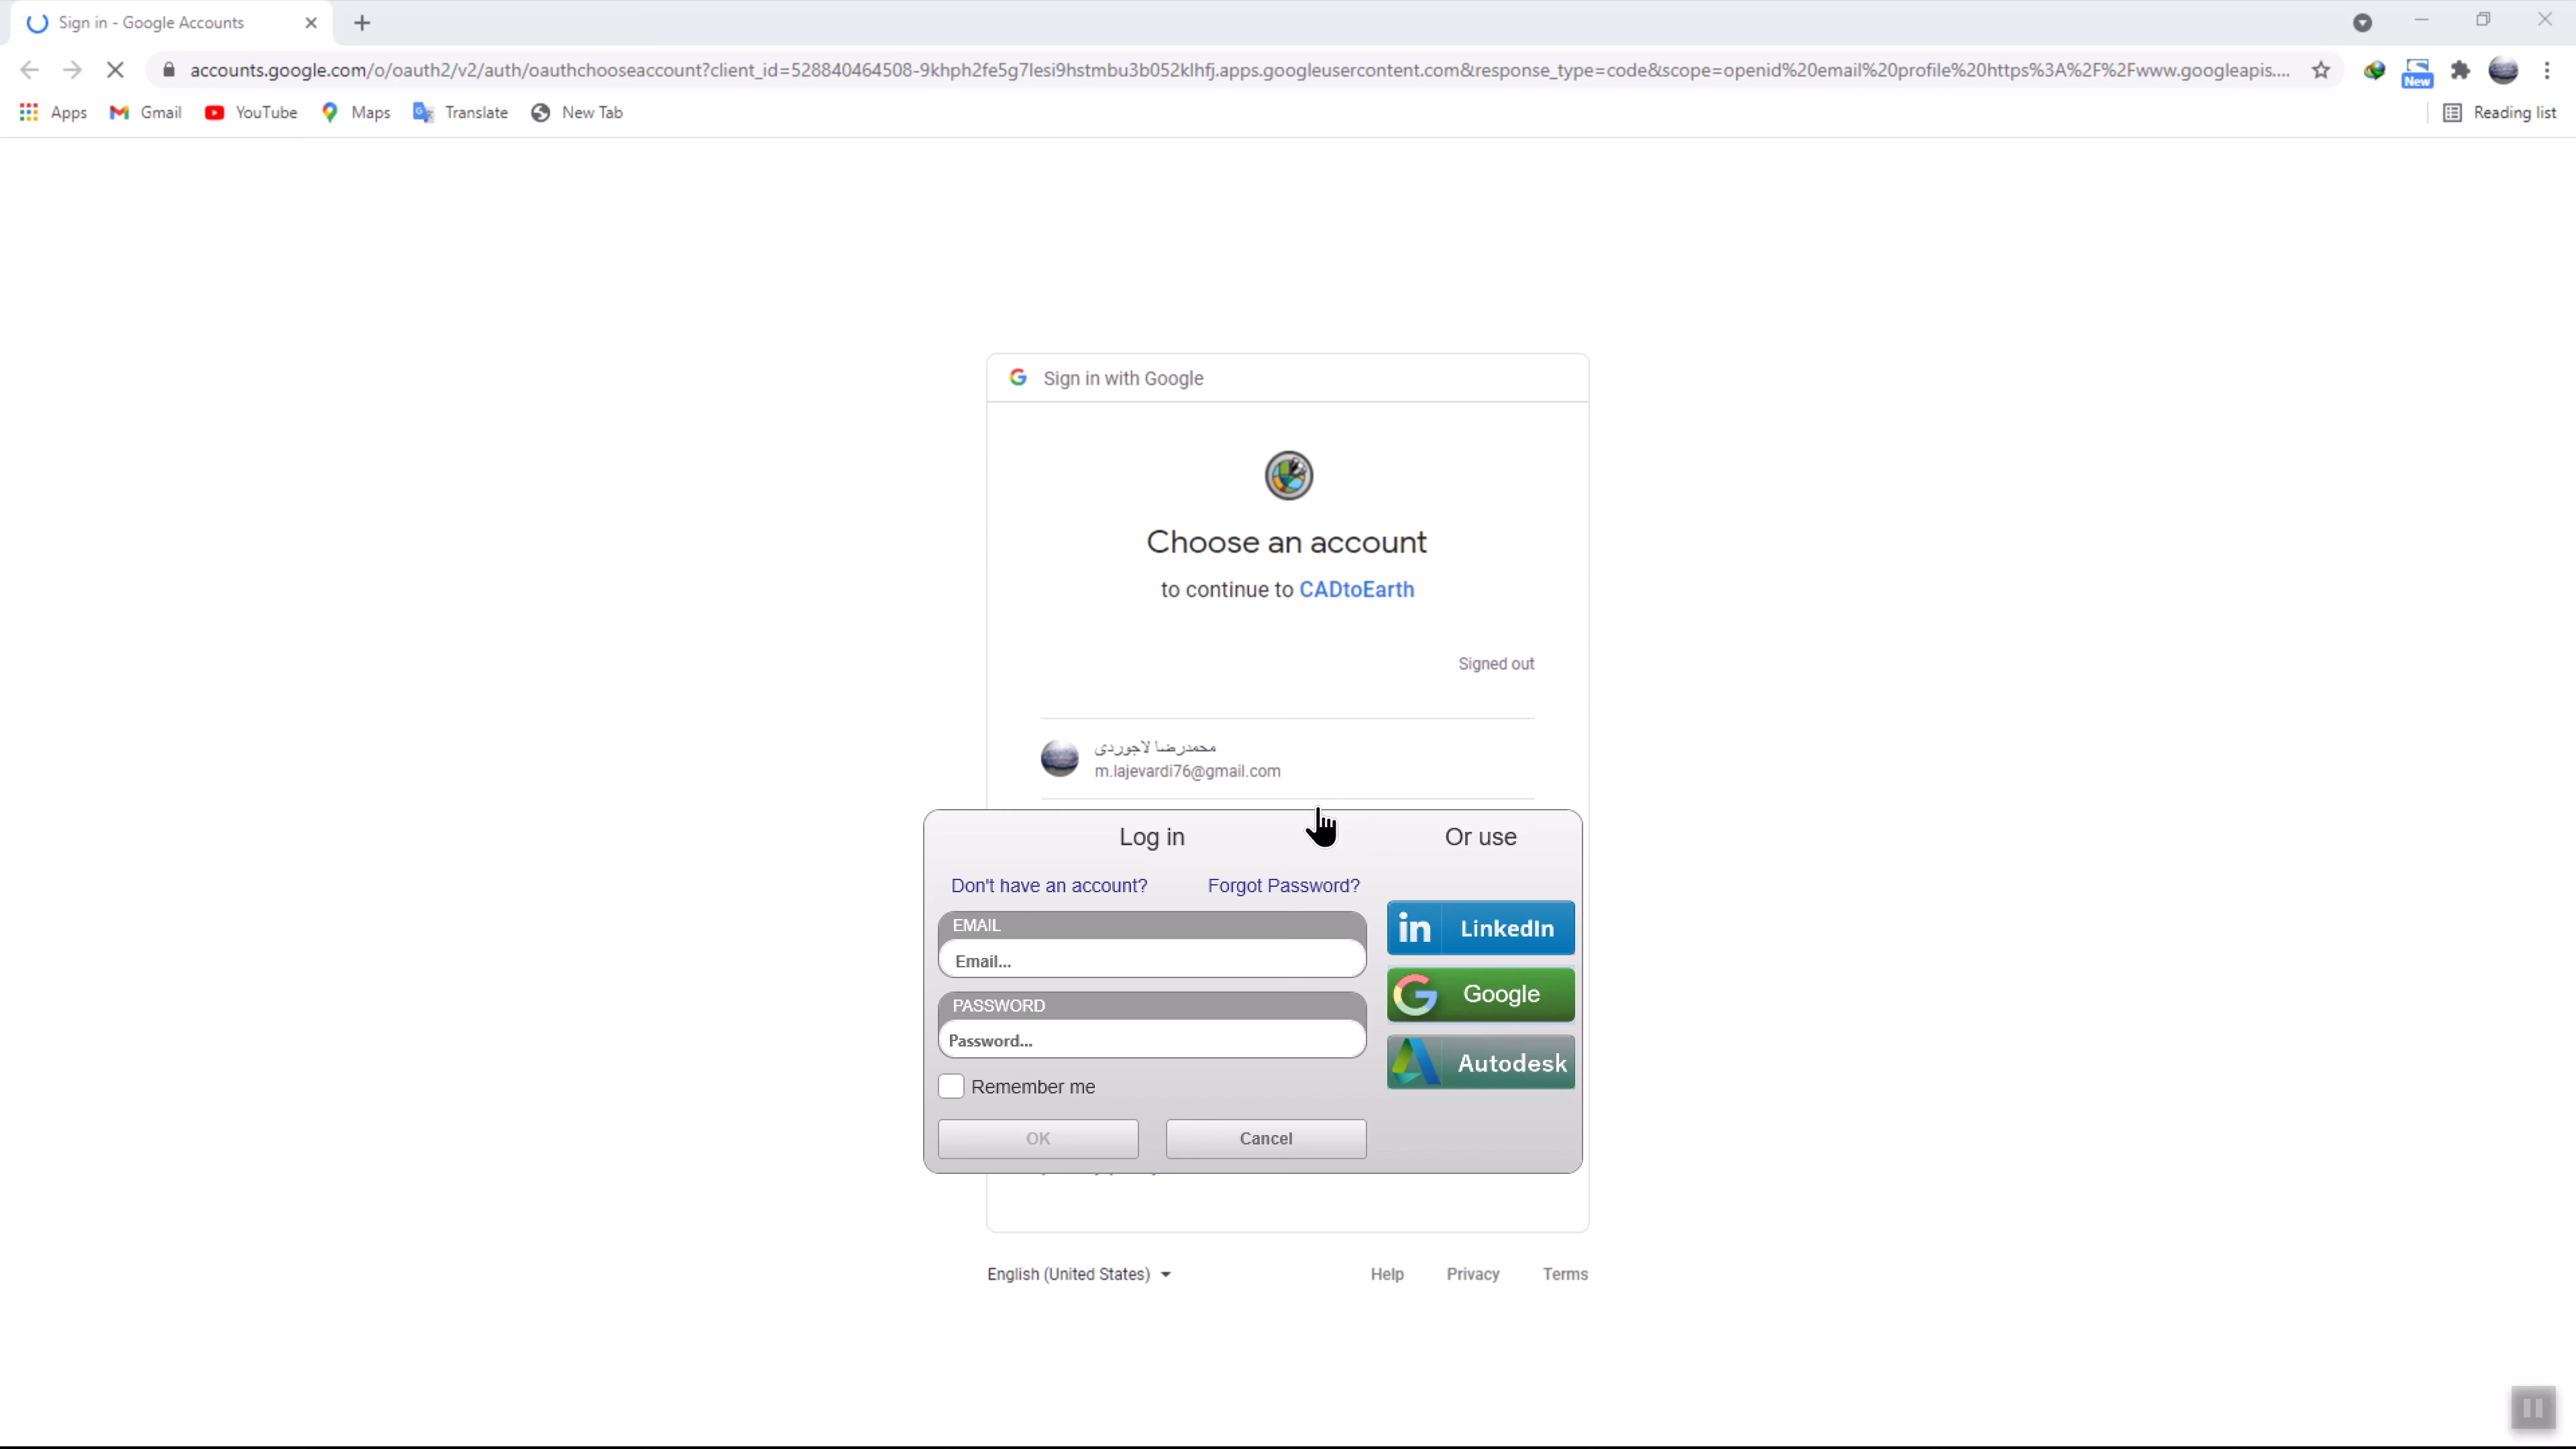 Sign in - Google Accounts
accounts.google.com/o/oauth2/v2/auth/oauthchooseaccount?client_id=528840464508-9khph2fe5g7lesi9hstmbu3b052klhfj.apps.googleusercontent.com&response_type=code&scope=openid%20email%20profile%20https%3A%2F%2Fwww.googleapis....
New
Apps
Gmail
YouTube
Maps
Translate
New Tab
Reading list
Sign in with Google
Choose an account
to continue to CADtoEarth
Signed out
محمدرضا لاجوردی
m.lajevardi76@gmail.com
Log in
Or use
Don't have an account?
Forgot Password?
EMAIL
Email...
LinkedIn
Google
PASSWORD
Password...
Autodesk
Remember me
OK
Cancel
English (United States)
Help
Privacy
Terms